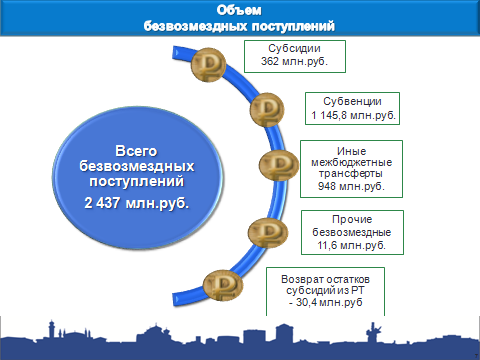 Объем
безвозмездных поступлений
Субсидии
362 млн.руб.
Субвенции
1 145,8 млн.руб.
Всего
безвозмездных
поступлений
2 437 млн.руб.
Иные
межбюджетные
трансферты
948 млн.руб.
Прочие
безвозмездные
11,6 млн.руб.
Возврат остатков
субсидий из РТ
- 30,4 млн.руб